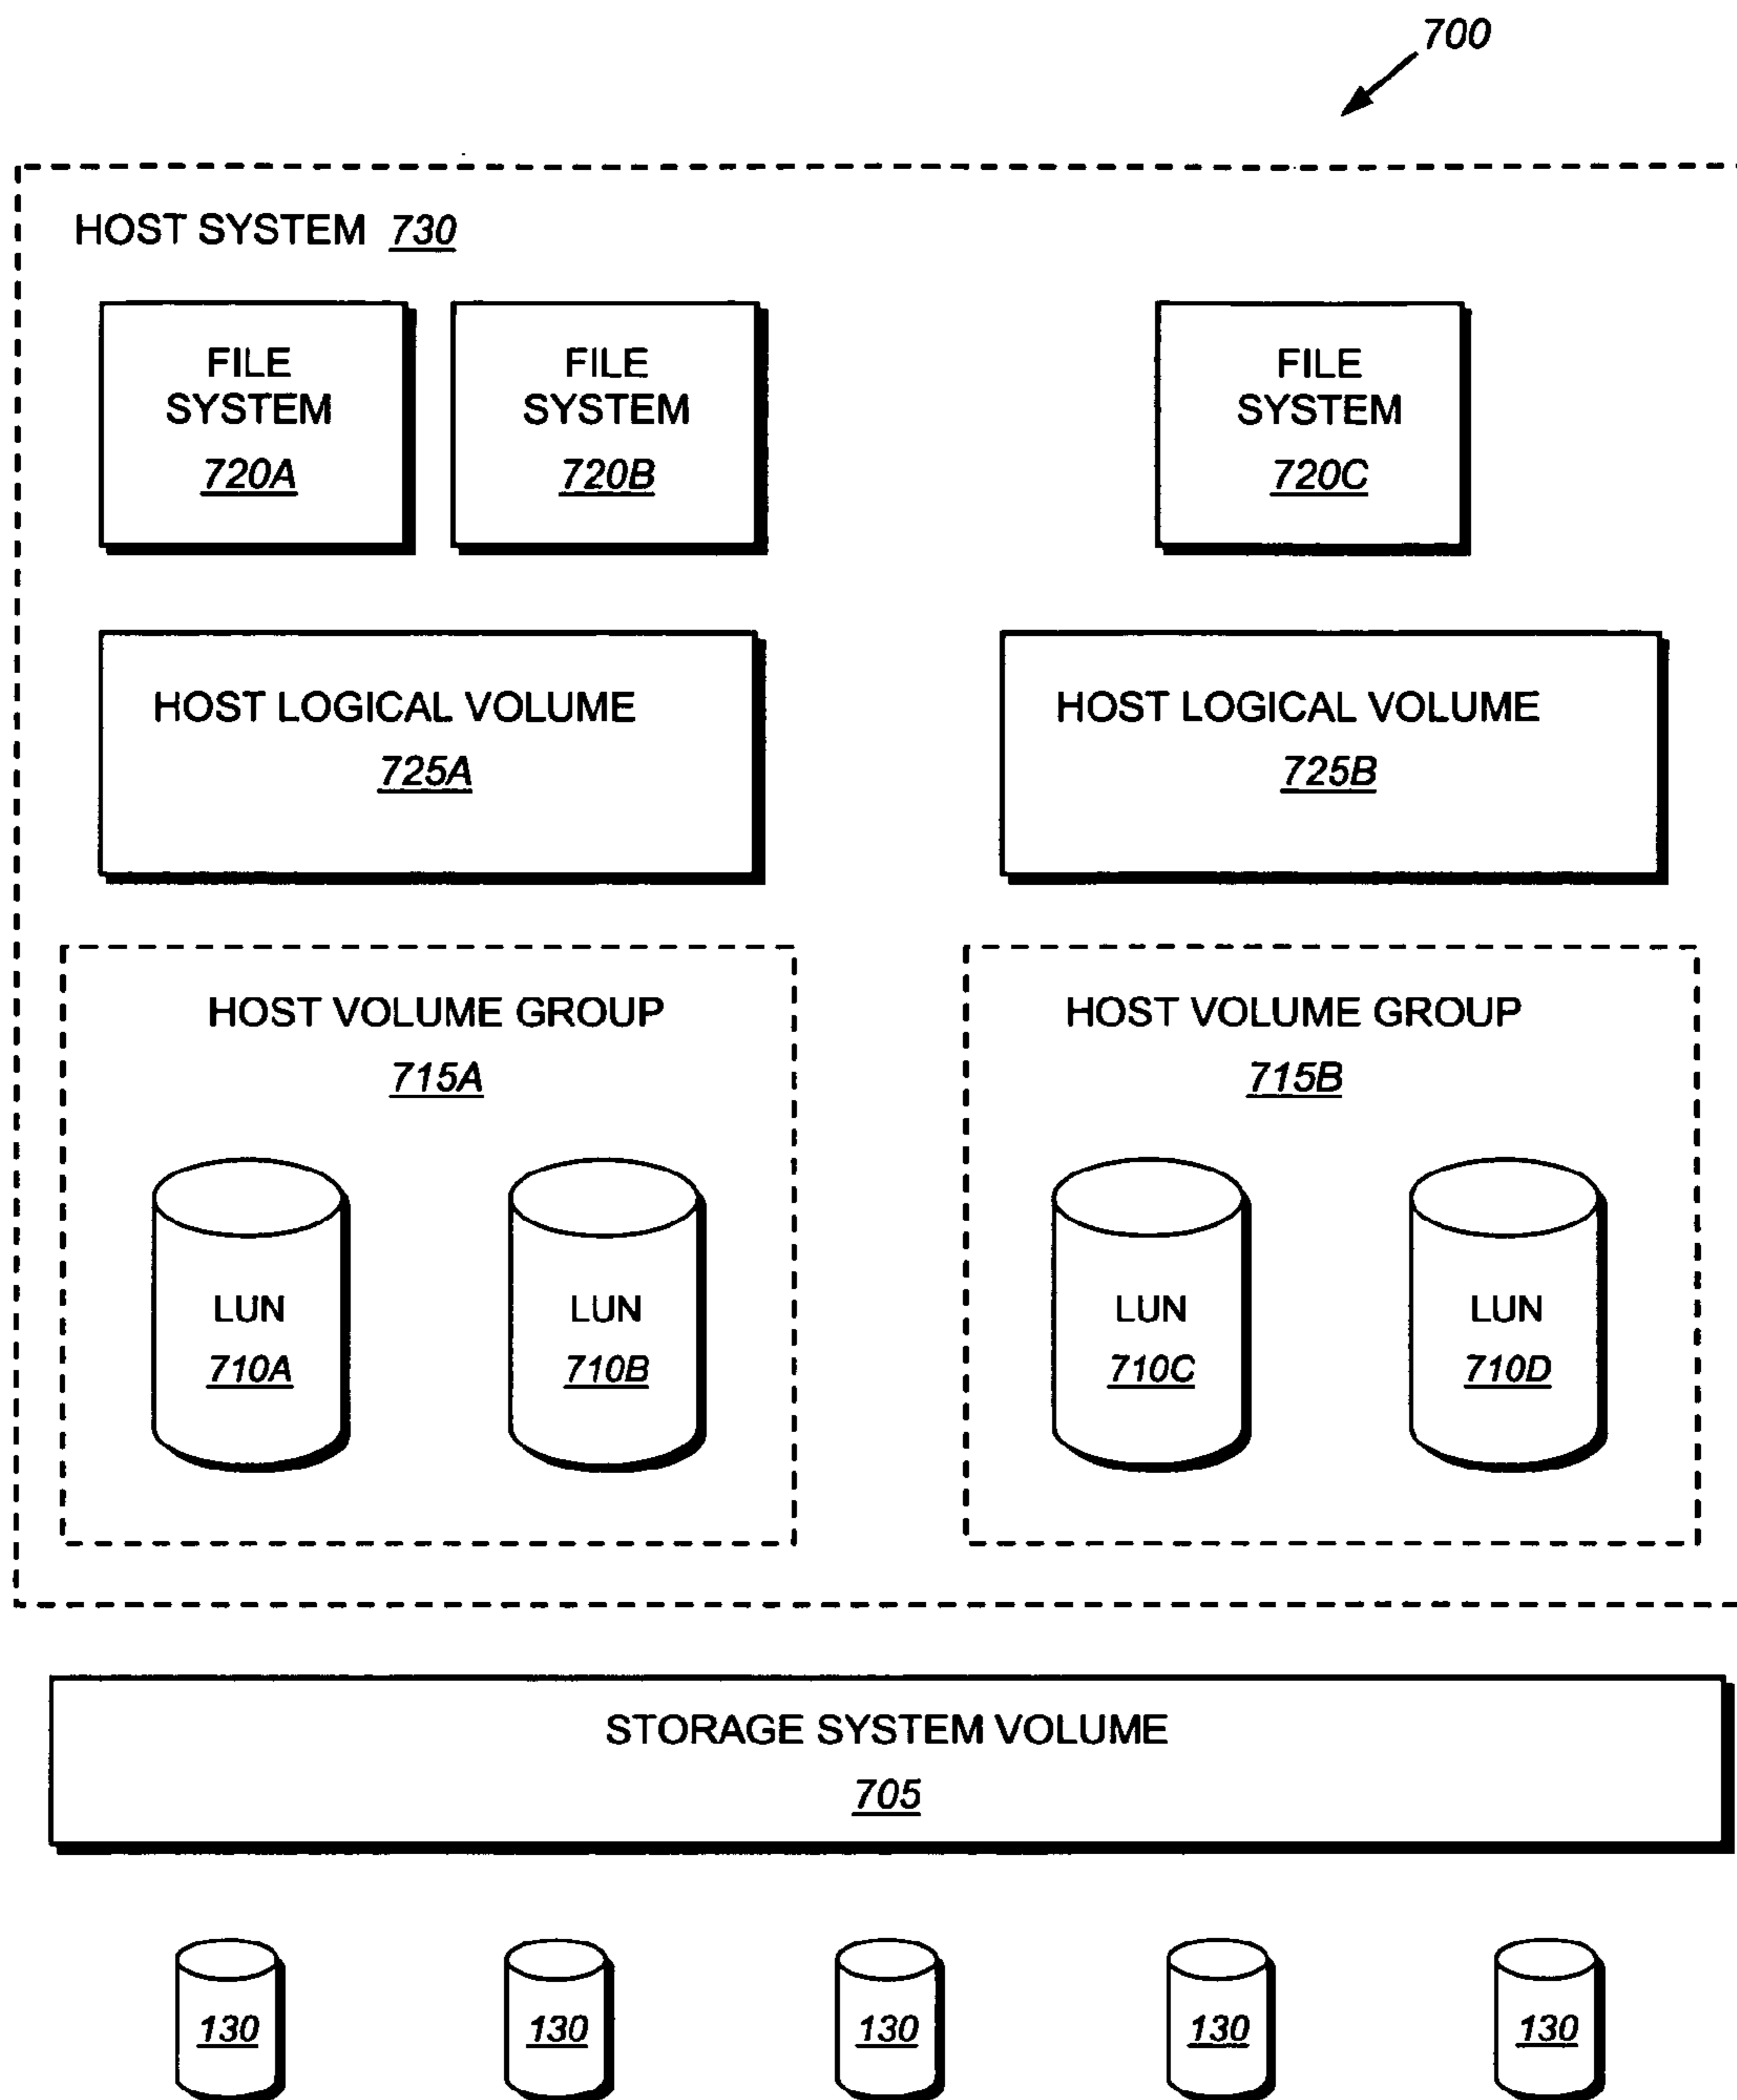 700
HOST SYSTEM 730
FILE
SYSTEM
720A
FILE
SYSTEM
720B
FILE
SYSTEM
720C
HOST LOGICAL VOLUME
725A
HOST LOGICAL VOLUME
725B
HOST VOLUME GROUP
715A
HOST VOLUME GROUP
715B
LUN
710A
LUN
710B
LUN
710C
LUN
710D
STORAGE SYSTEM VOLUME
705
130
130
130
130
130